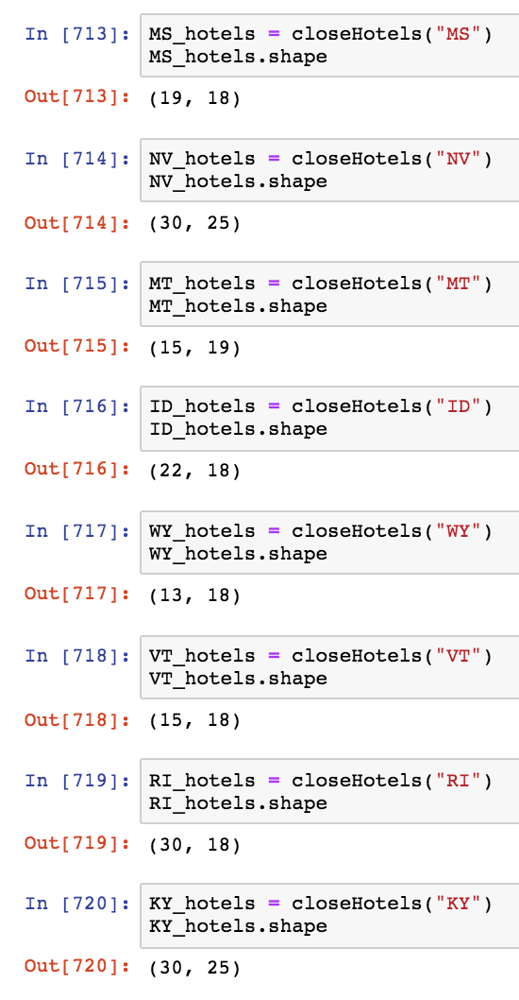 In [713]: MS_hotels = closeHotels("MS")
MS_hotels.shape
Out[713]: (19, 18)
In [714]: NV_hotels = closeHotels("NV")
NV_hotels.shape
Out[714]: (30, 25)
In [715]: MT_hotels = closeHotels("MT")
MT_hotels.shape
Out[715]: (15, 19)
In [716]: ID_hotels = closeHotels("ID")
ID_hotels.shape
Out[716]: (22, 18)
In [717]: WY_hotels = closeHotels("WY")
WY_hotels.shape
Out[717]: (13, 18)
In [718]: VT_hotels = closeHotels("VT")
VT_hotels.shape
Out[718]: (15, 18)
In [719]: RI_hotels = closeHotels("RI")
RI_hotels.shape
Out[719]: (30, 18)
In [720]: KY_hotels = closeHotels("KY")
KY_hotels.shape
Out[720]: (30, 25)